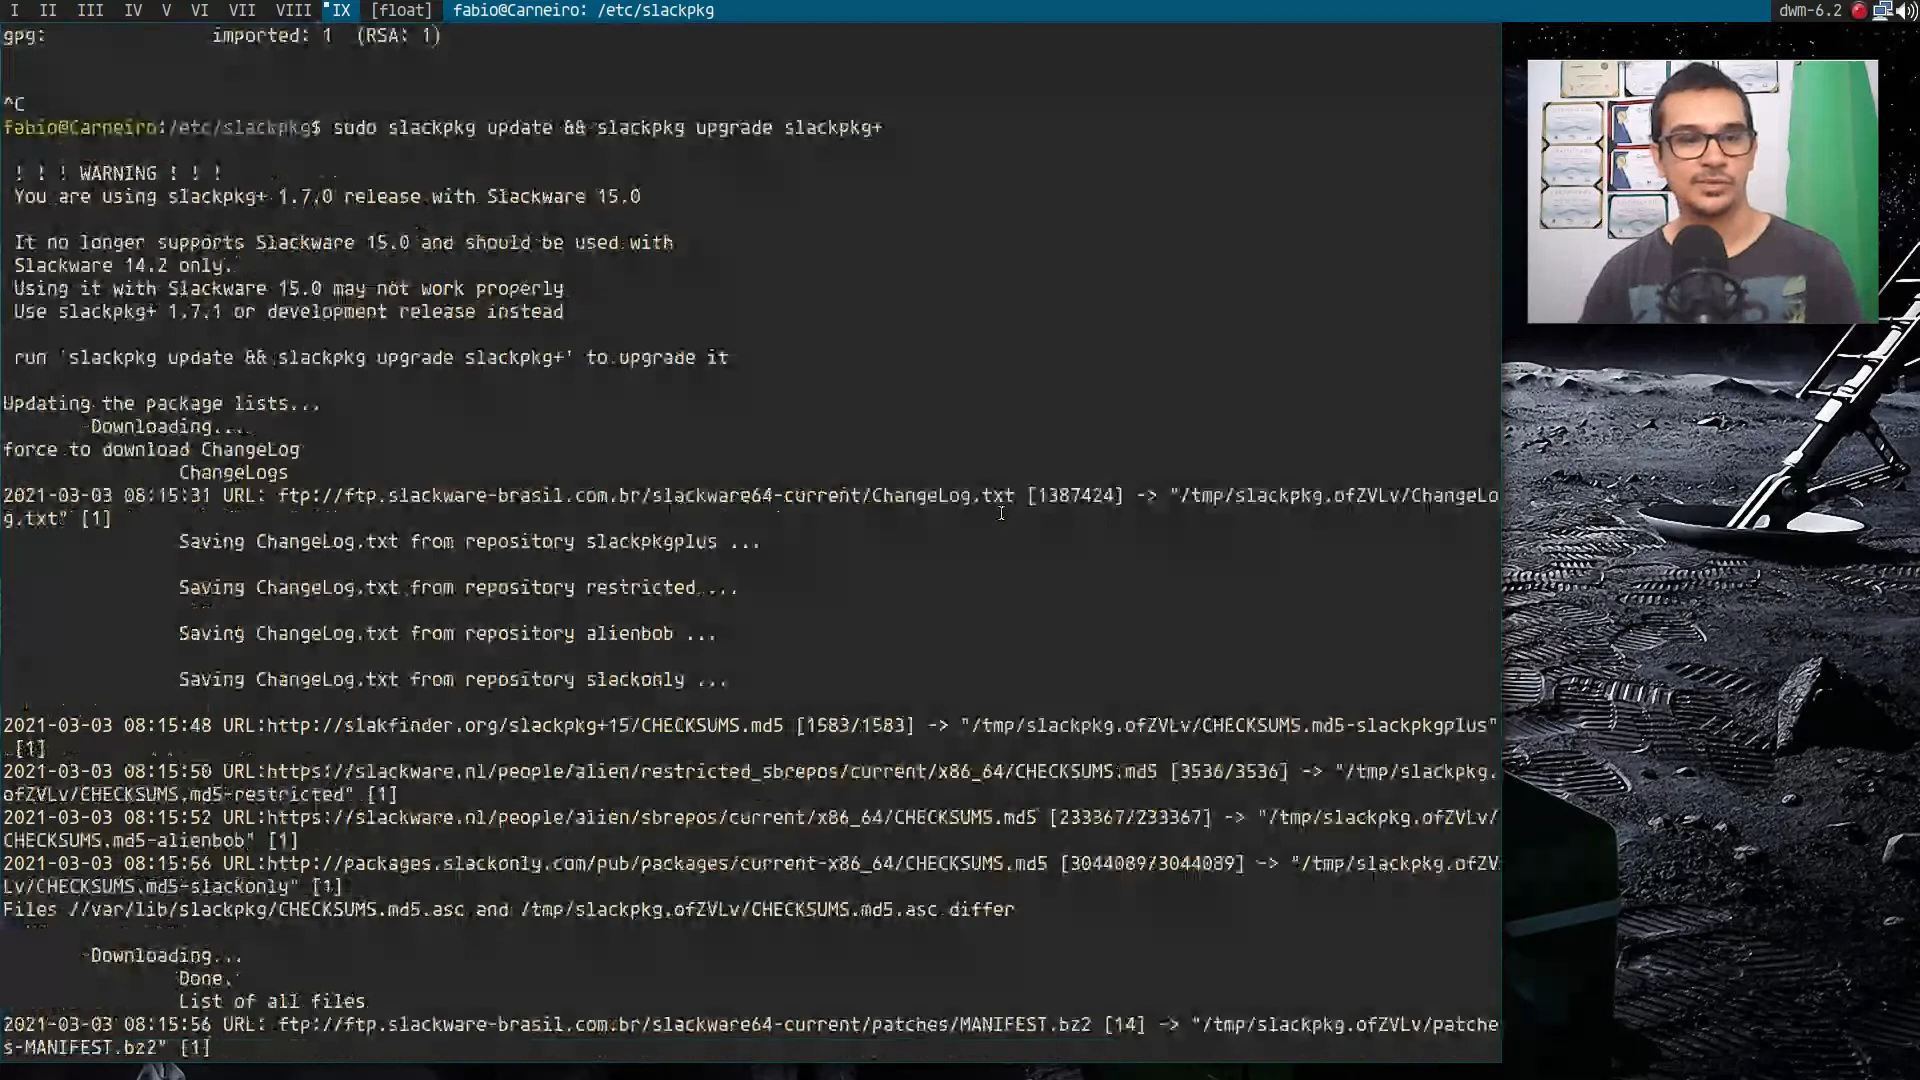 I II III IV V VI VII VIII IX [float] fabio@Carneiro: /etc/slackpkg dwm-6.2
gpg: imported: 1 (RSA: 1)
^C
fabio@Carneiro:/etc/slackpkg$ sudo slackpkg update && slackpkg upgrade slackpkg+
! ! ! WARNING ! ! !
You are using slackpkg+ 1.7.0 release with Slackware 15.0
It no longer supports Slackware 15.0 and should be used with
Slackware 14.2 only.
Using it with Slackware 15.0 may not work properly
Use slackpkg+ 1.7.1 or development release instead
run 'slackpkg update && slackpkg upgrade slackpkg+' to upgrade it
Updating the package lists...
Downloading...
force to download ChangeLog
ChangeLogs
2021-03-03 08:15:31 URL: ftp://ftp.slackware-brasil.com.br/slackware64-current/ChangeLog.txt [1387424] -> "/tmp/slackpkg.ofZVLv/ChangeLo
g.txt" [1]
Saving ChangeLog.txt from repository slackpkgplus ...
Saving ChangeLog.txt from repository restricted ...
Saving ChangeLog.txt from repository alienbob ...
Saving ChangeLog.txt from repository slackonly ...
2021-03-03 08:15:48 URL:http://slakfinder.org/slackpkg+15/CHECKSUMS.md5 [1583/1583] -> "/tmp/slackpkg.ofZVLv/CHECKSUMS.md5-slackpkgplus"
[1]
2021-03-03 08:15:50 URL:https://slackware.nl/people/alien/restricted_sbrepos/current/x86_64/CHECKSUMS.md5 [3536/3536] -> "/tmp/slackpkg.
ofZVLv/CHECKSUMS.md5-restricted" [1]
2021-03-03 08:15:52 URL:https://slackware.nl/people/alien/sbrepos/current/x86_64/CHECKSUMS.md5 [233367/233367] -> "/tmp/slackpkg.ofZVLv/
CHECKSUMS.md5-alienbob" [1]
2021-03-03 08:15:56 URL:http://packages.slackonly.com/pub/packages/current-x86_64/CHECKSUMS.md5 [3044089/3044089] -> "/tmp/slackpkg.ofZV
Lv/CHECKSUMS.md5-slackonly" [1]
Files //var/lib/slackpkg/CHECKSUMS.md5.asc and /tmp/slackpkg.ofZVLv/CHECKSUMS.md5.asc differ
Downloading...
Done.
List of all files
2021-03-03 08:15:56 URL: ftp://ftp.slackware-brasil.com.br/slackware64-current/patches/MANIFEST.bz2 [14] -> "/tmp/slackpkg.ofZVLv/patche
s-MANIFEST.bz2" [1]